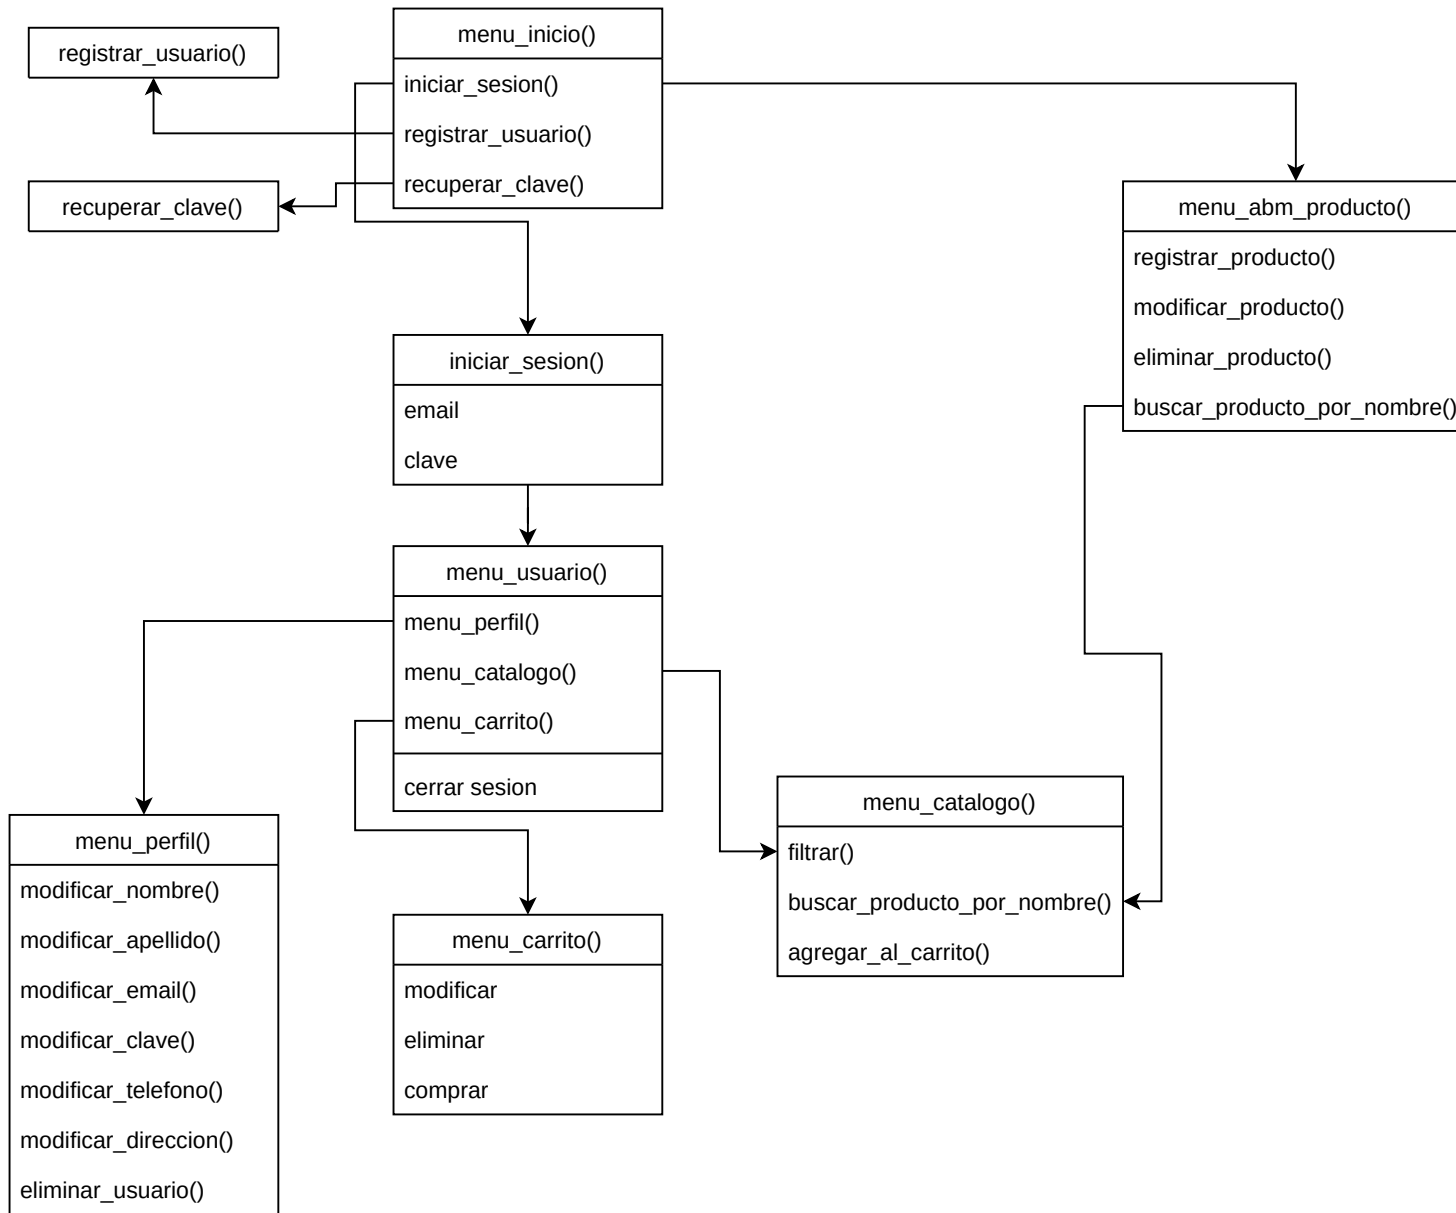 menu_inicio()
iniciar_sesion()
registrar_usuario()
recuperar_clave()
registrar_usuario()
recuperar_clave()
menu_abm_producto()
registrar_producto()
modificar_producto()
eliminar_producto()
buscar_producto_por_nombre()
iniciar_sesion()
email
clave
menu_usuario()
menu_perfil()
menu_catalogo()
menu_carrito()
cerrar sesion
menu_catalogo()
filtrar()
buscar_producto_por_nombre()
agregar_al_carrito()
menu_perfil()
modificar_nombre()
modificar_apellido()
modificar_email()
modificar_clave()
modificar_telefono()
modificar_direccion()
eliminar_usuario()
menu_carrito()
modificar
eliminar
comprar